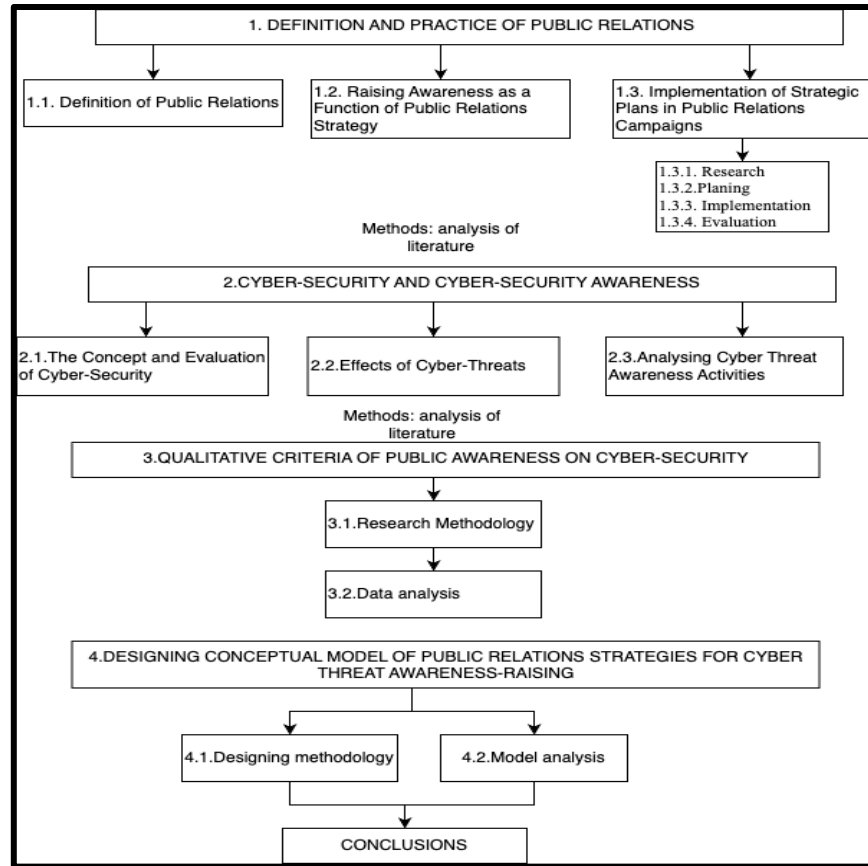 1. DEFINITION AND PRACTICE OF PUBLIC RELATIONS
1.1. Definition of Public Relations
1.2. Raising Awareness as a
Function of Public Relations
Strategy
1.3. Implementation of Strategic
Plans in Public Relations
Campaigns
1.3.1. Research
1.3.2.Planing
1.3.3. Implementation
1.3.4. Evaluation
Methods: analysis of
literature
2.CYBER-SECURITY AND CYBER-SECURITY AWARENESS
2.1.The Concept and Evaluation
of Cyber-Security
2.2.Effects of Cyber-Threats
2.3.Analysing Cyber Threat
Awareness Activities
Methods: analysis of
literature
3.QUALITATIVE CRITERIA OF PUBLIC AWARENESS ON CYBER-SECURITY
3.1.Research Methodology
3.2.Data analysis
4.DESIGNING CONCEPTUAL MODEL OF PUBLIC RELATIONS STRATEGIES FOR CYBER
THREAT AWARENESS-RAISING
4.1.Designing methodology
4.2.Model analysis
CONCLUSIONS